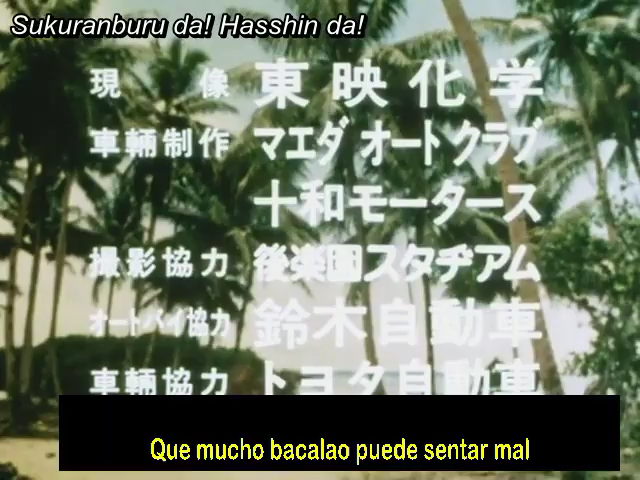 Sukuranburu da! Hasshin da!
現 像 東映化学
車輛制作 マエダ オートクラブ
十和モータース
撮影協力 後楽園スタヂアム
オートバイ協力 鈴木自動車
車輛協力 トヨタ自動車
Que mucho bacalao puede sentar mal